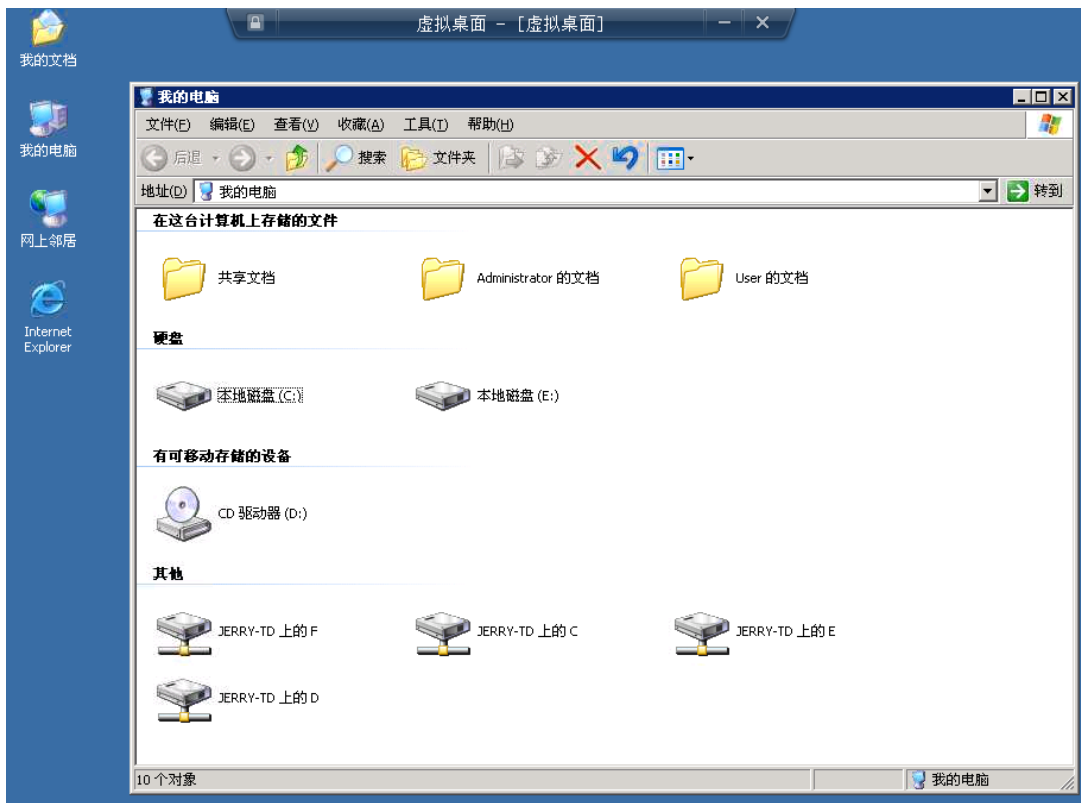 虚拟桌面 - [虚拟桌面]
我的文档
我的电脑
网上邻居
Internet
Explorer
我的电脑
文件(F) 编辑(E) 查看(V) 收藏(A) 工具(T) 帮助(H)
后退 搜索 文件夹
地址(D) 我的电脑 转到
在这台计算机上存储的文件
共享文档 Administrator 的文档 User 的文档
硬盘
本地磁盘 (C:) 本地磁盘 (E:)
有可移动存储的设备
CD 驱动器 (D:)
其他
JERRY-TD 上的 F JERRY-TD 上的 C JERRY-TD 上的 E
JERRY-TD 上的 D
10 个对象 我的电脑